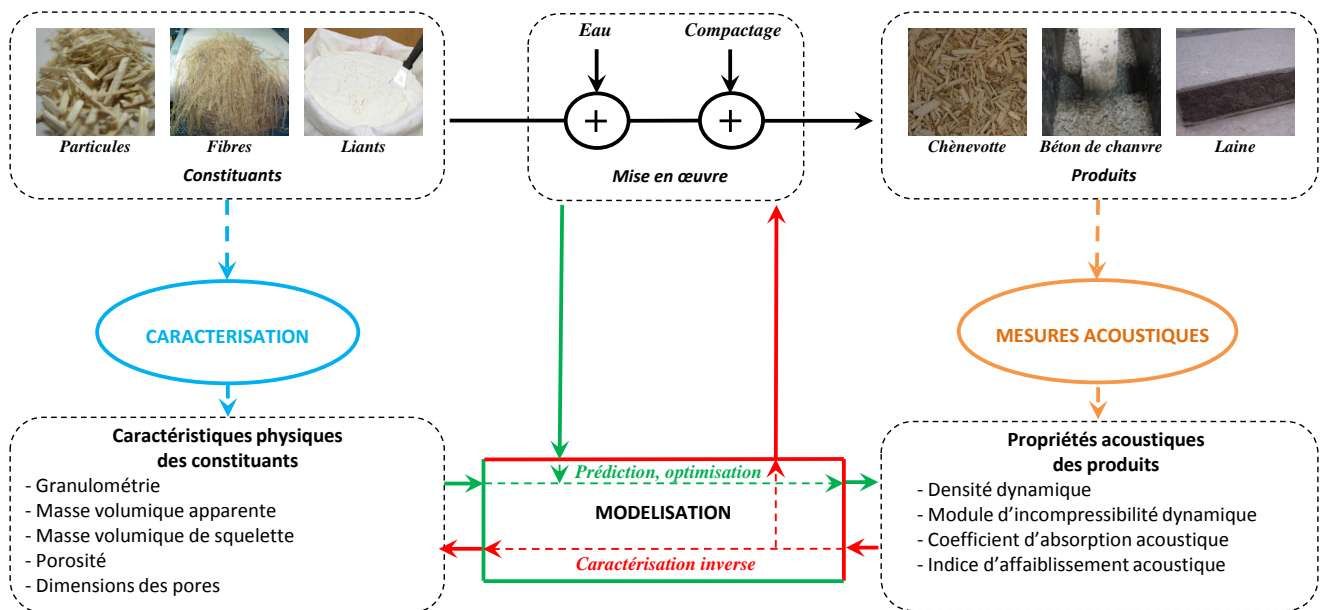 Particules
Fibres
Liants
Constituants
Eau
Compactage
+
+
Mise en œuvre
Chènevotte
Béton de chanvre
Laine
Produits
CARACTERISATION
MESURES ACOUSTIQUES
Caractéristiques physiques
des constituants
- Granulométrie
- Masse volumique apparente
- Masse volumique de squelette
- Porosité
- Dimensions des pores
Prédiction, optimisation
MODELISATION
Caractérisation inverse
Propriétés acoustiques
des produits
- Densité dynamique
- Module d’incompressibilité dynamique
- Coefficient d’absorption acoustique
- Indice d’affaiblissement acoustique